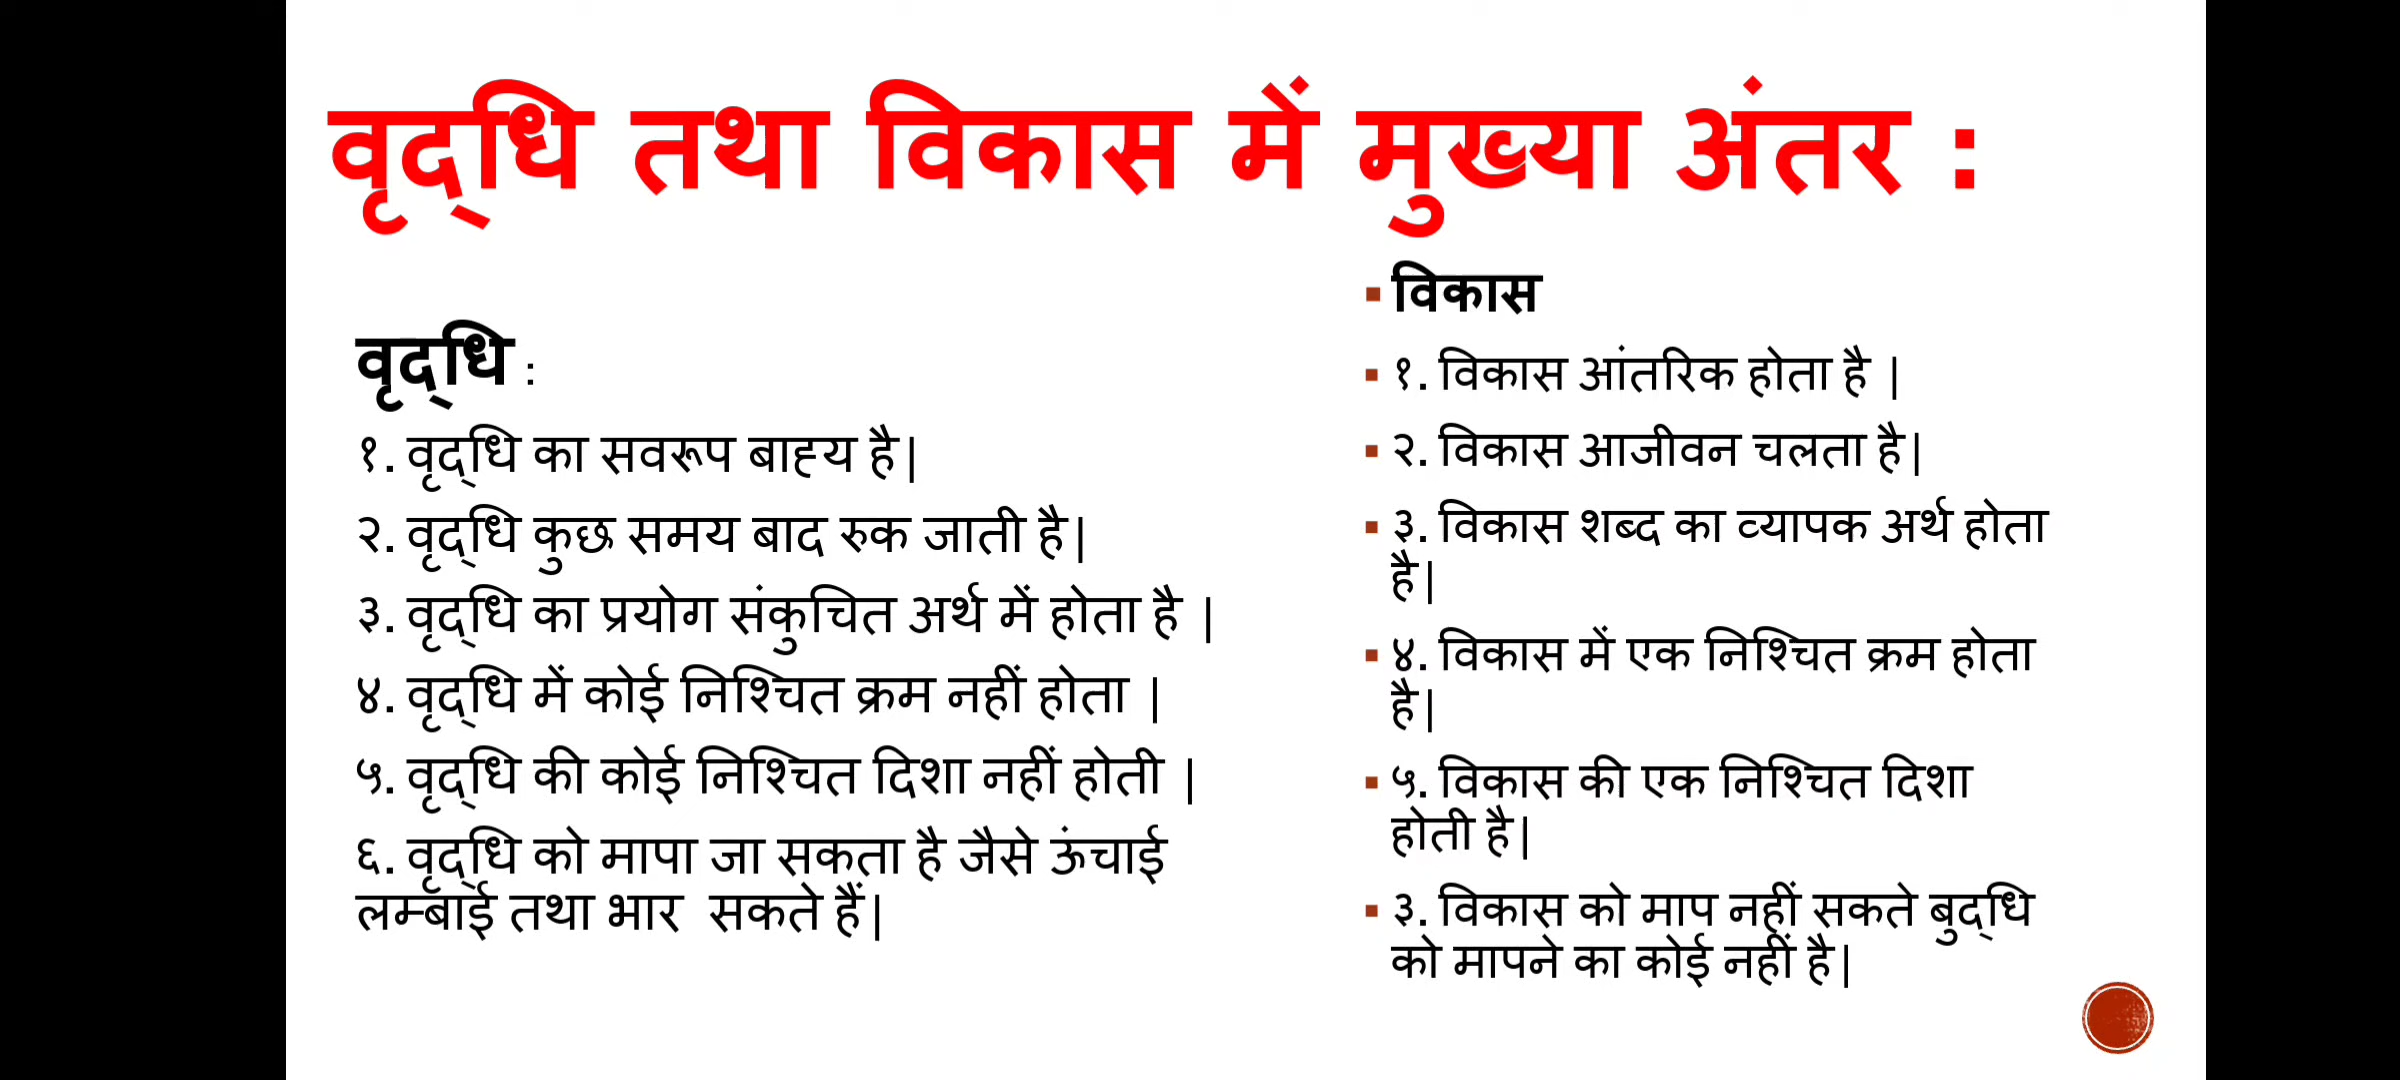 वृद्धि तथा विकास में मुख्या अंतर :
वृद्धि :
१. वृद्धि का सवरूप बाह्य है|
२. वृद्धि कुछ समय बाद रुक जाती है|
३. वृद्धि का प्रयोग संकुचित अर्थ में होता है |
४. वृद्धि में कोई निश्चित क्रम नहीं होता |
५. वृद्धि की कोई निश्चित दिशा नहीं होती |
६. वृद्धि को मापा जा सकता है जैसे ऊंचाई
लम्बाई तथा भार  सकते हैं|
▪ विकास
▪ १. विकास आंतरिक होता है |
▪ २. विकास आजीवन चलता है|
▪ ३. विकास शब्द का व्यापक अर्थ होता
है|
▪ ४. विकास में एक निश्चित क्रम होता
है|
▪ ५. विकास की एक निश्चित दिशा
होती है|
▪ ३. विकास को माप नहीं सकते बुद्धि
को मापने का कोई नहीं है|